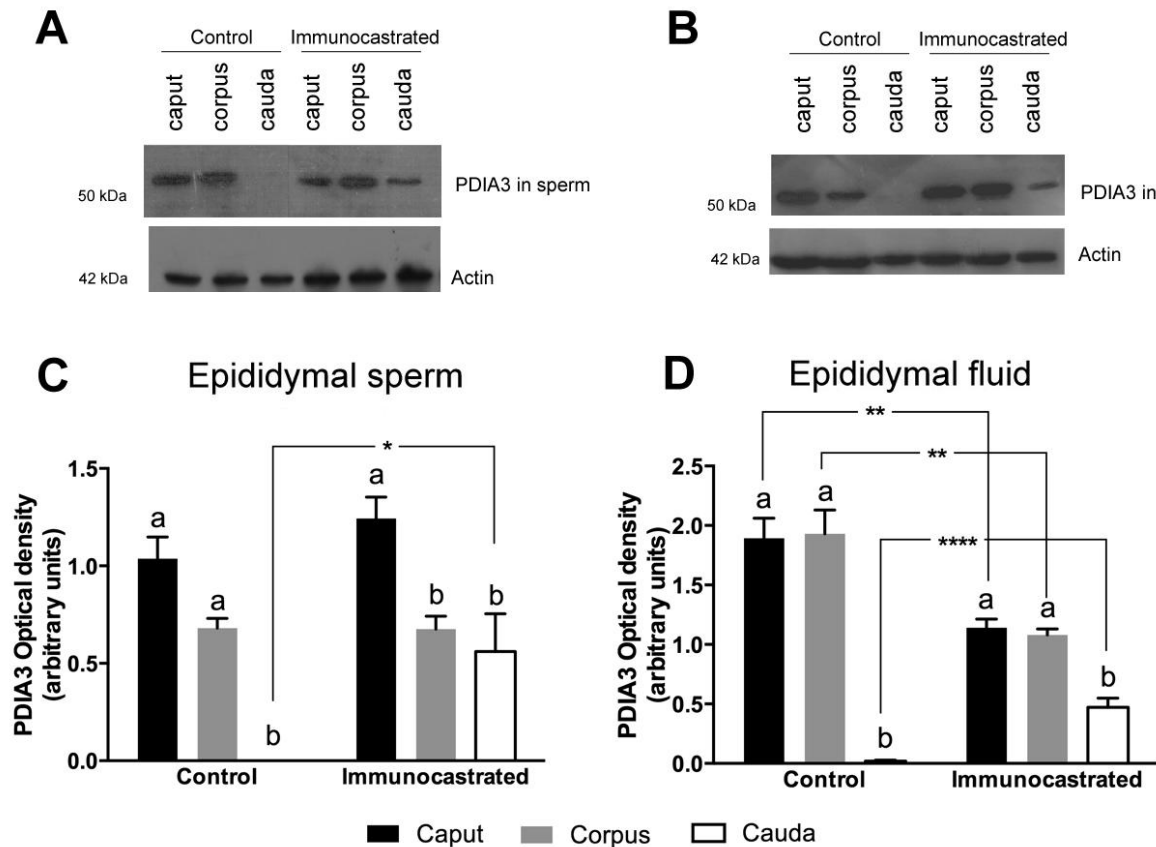 A
Control Immunocastrated
caput corpus cauda caput corpus cauda
50 kDa PDIA3 in sperm
42 kDa Actin
B
Control Immunocastrated
caput corpus cauda caput corpus cauda
50 kDa PDIA3 in
42 kDa Actin
C Epididymal sperm
PDIA3 Optical density
(arbitrary units)
1.5
1.0
0.5
0.0
*
a a b a b b
Control Immunocastrated
D Epididymal fluid
PDIA3 Optical density
(arbitrary units)
2.5
2.0
1.5
1.0
0.5
0.0
**
**
****
a a b a a b
Control Immunocastrated
Caput Corpus Cauda